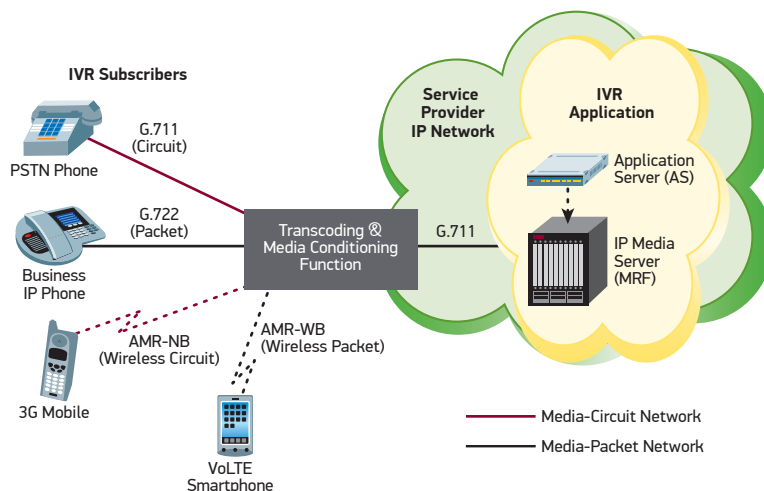 IVR Subscribers
G.711
(Circuit)
PSTN Phone
G.722
(Packet)
Business
IP Phone
AMR-NB
(Wireless Circuit)
3G Mobile
AMR-WB
(Wireless Packet)
VoLTE
Smartphone
Transcoding &
Media Conditioning
Function
G.711
Service
Provider
IP Network
IVR
Application
Application
Server (AS)
IP Media
Server
(MRF)
Media-Circuit Network
Media-Packet Network